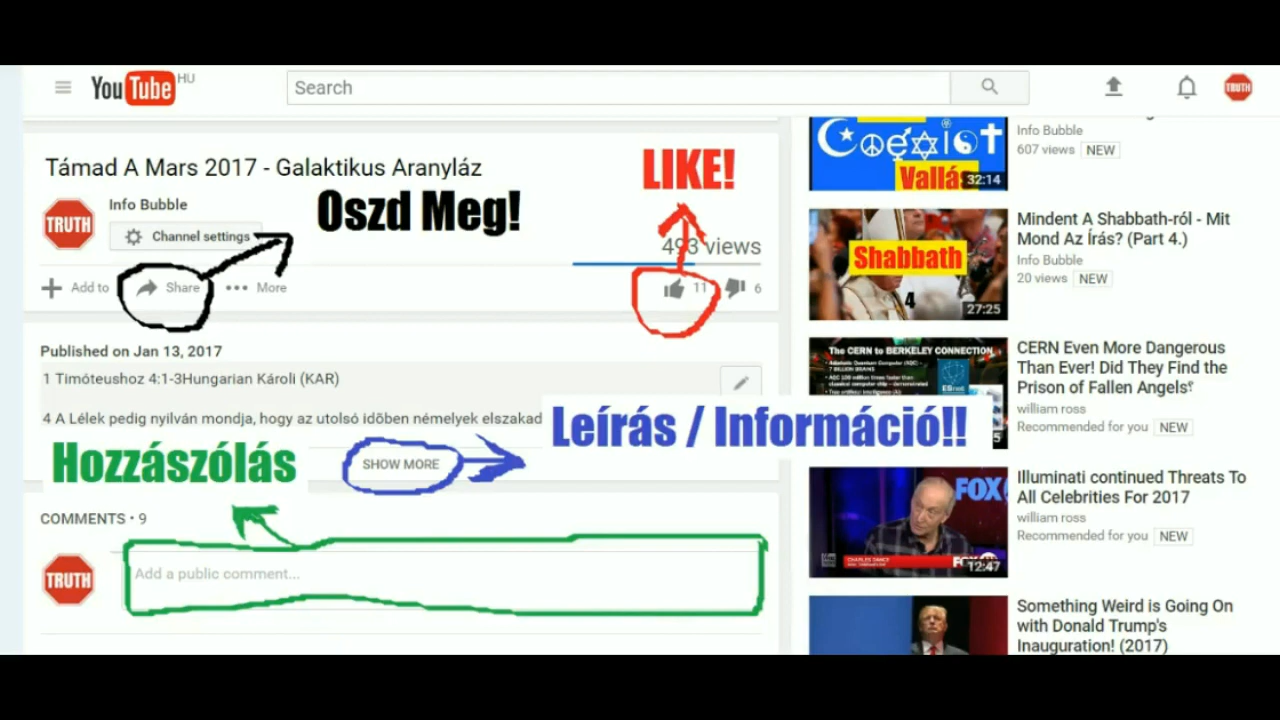 YouTube HU
Search
TRUTH
Támad A Mars 2017 - Galaktikus Aranyláz
LIKE!
TRUTH
Info Bubble
Oszd Meg!
Channel settings
493 views
Add to
Share
More
11
6
Published on Jan 13, 2017
1 Timóteushoz 4:1-3Hungarian Károli (KAR)
4 A Lélek pedig nyilván mondja, hogy az utolsó időben némelyek elszakad
Leírás / Információ!!
Hozzászólás
SHOW MORE
COMMENTS • 9
TRUTH
Add a public comment...
COEXIST
Vallás
32:14
Info Bubble
607 views NEW
Shabbath
4
27:25
Mindent A Shabbath-ról - Mit
Mond Az Írás? (Part 4.)
Info Bubble
20 views NEW
The CERN to BERKELEY CONNECTION
ESnet
CERN Even More Dangerous
Than Ever! Did They Find the
Prison of Fallen Angels؟
william ross
Recommended for you NEW
FOX
CHARLES DANCE
12:47
Illuminati continued Threats To
All Celebrities For 2017
william ross
Recommended for you NEW
Something Weird is Going On
with Donald Trump's
Inauguration! (2017)